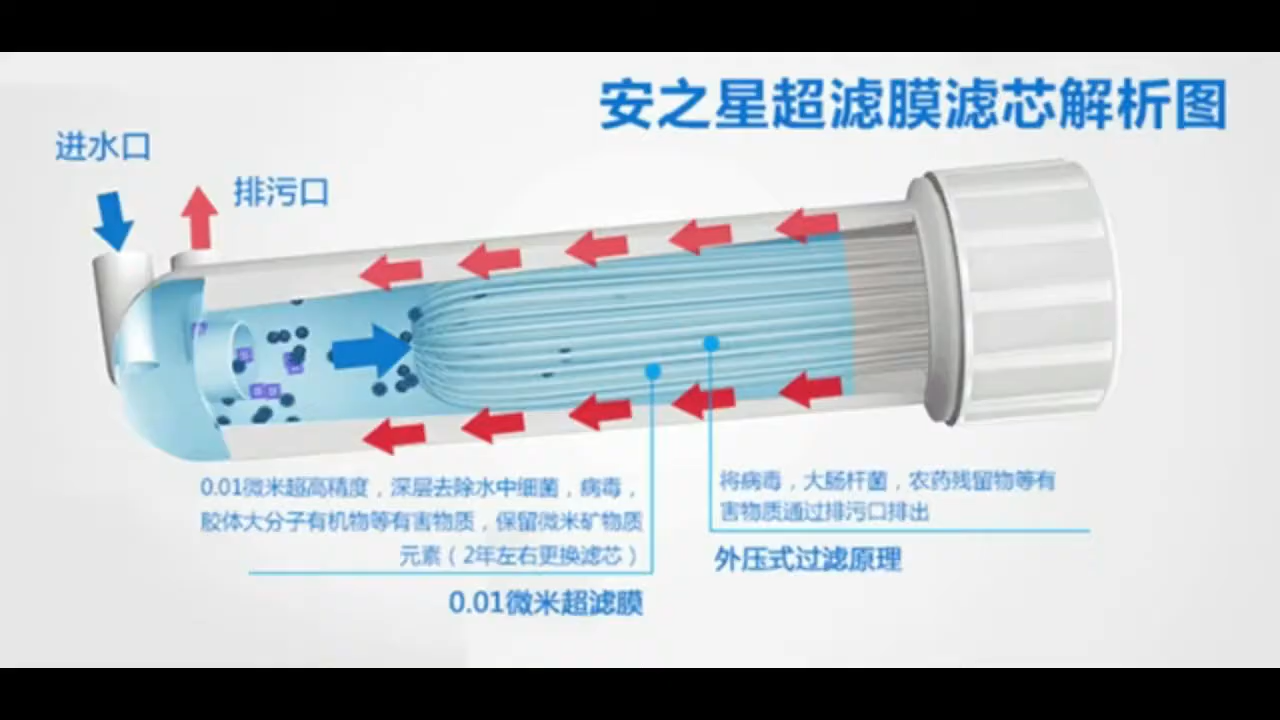 安之星超滤膜滤芯解析图
进水口
排污口
0.01微米超高精度，深层去除水中细菌，病毒，
胶体大分子有机物等有害物质，保留微米矿物质
元素（2年左右更换滤芯）
0.01微米超滤膜
将病毒，大肠杆菌，农药残留物等有
害物质通过排污口排出
外压式过滤原理